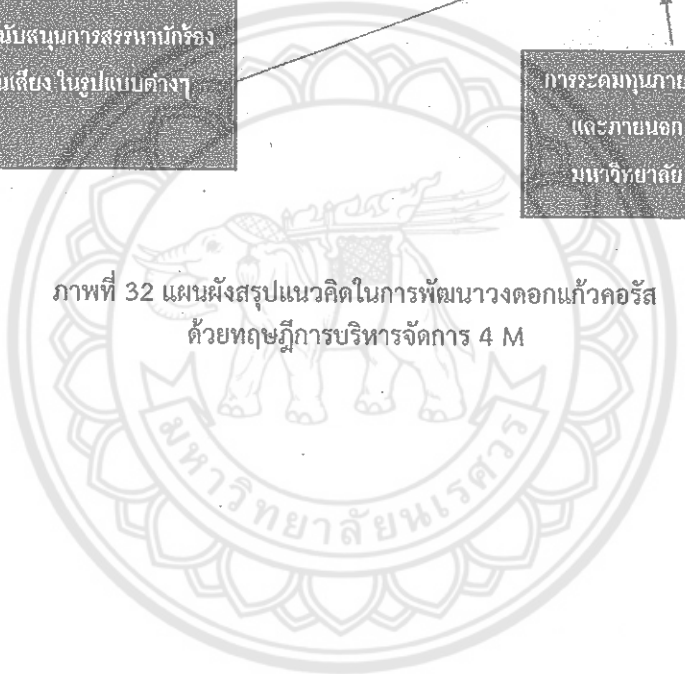 นับสนุนการสรรหานักร้อง
นเสียง ในรูปแบบต่างๆ
การระดมทุนภาย
และภายนอก
มหาวิทยาลัย
ภาพที่ 32 แผนผังสรุปแนวคิดในการพัฒนาวงดอกแก้วคอรัส
ด้วยทฤษฎีการบริหารจัดการ 4 M
มหาวิทยาลัยนเรศวร